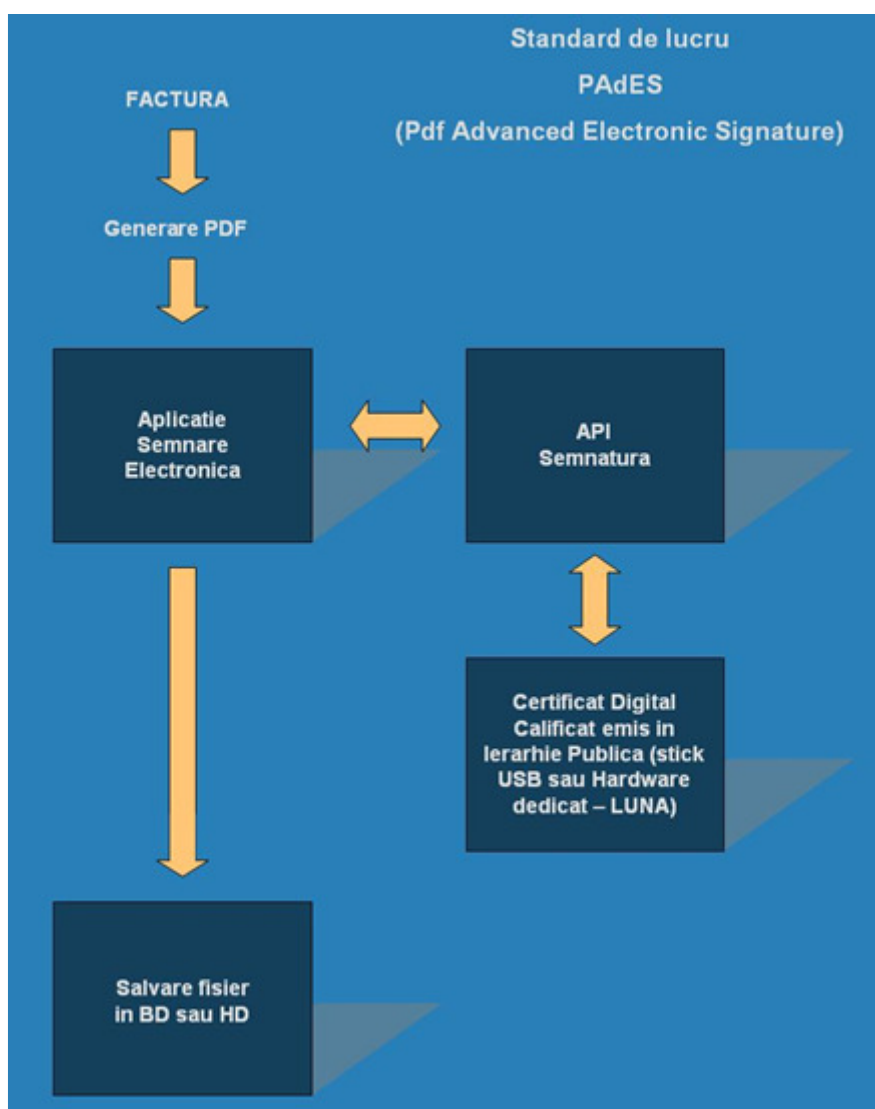 Standard de lucru
PAdES
(Pdf Advanced Electronic Signature)
FACTURA
Generare PDF
Aplicatie
Semnare
Electronica
API
Semnatura
Certificat Digital
Calificat emis in
Ierarhie Publica (stick
USB sau Hardware
dedicat – LUNA)
Salvare fisier
in BD sau HD